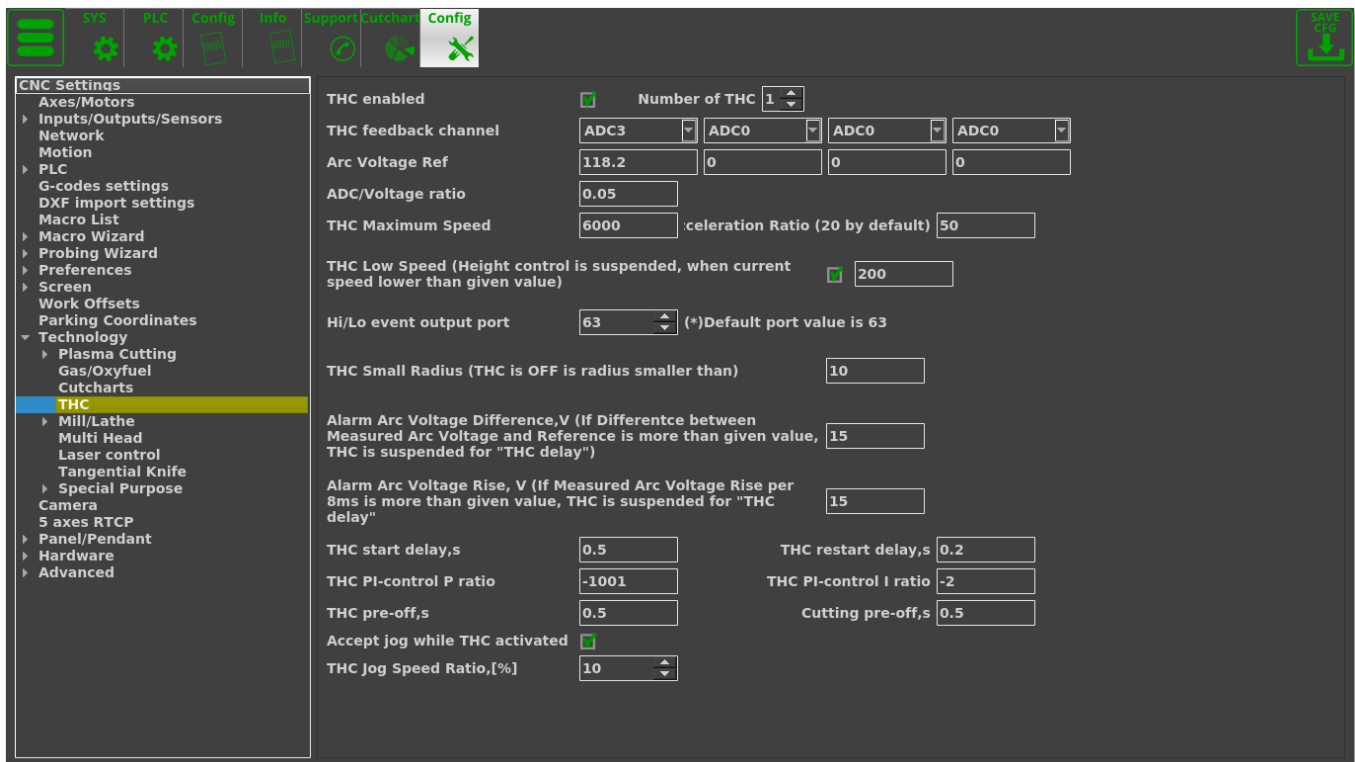 SYS PLC Config Info Support Cutchart Config SAVE
CFG
CNC Settings
Axes/Motors
Inputs/Outputs/Sensors
Network
Motion
PLC
G-codes settings
DXF import settings
Macro List
Macro Wizard
Probing Wizard
Preferences
Screen
Work Offsets
Parking Coordinates
Technology
Plasma Cutting
Gas/Oxyfuel
Cutcharts
THC
Mill/Lathe
Multi Head
Laser control
Tangential Knife
Special Purpose
Camera
5 axes RTCP
Panel/Pendant
Hardware
Advanced
THC enabled Number of THC 1
THC feedback channel ADC3 ADC0 ADC0 ADC0
Arc Voltage Ref 118.2 0 0 0
ADC/Voltage ratio 0.05
THC Maximum Speed 6000 celeration Ratio (20 by default) 50
THC Low Speed (Height control is suspended, when current
speed lower than given value) 200
Hi/Lo event output port 63 (*)Default port value is 63
THC Small Radius (THC is OFF is radius smaller than) 10
Alarm Arc Voltage Difference,V (If Differentce between
Measured Arc Voltage and Reference is more than given value, 15
THC is suspended for "THC delay")
Alarm Arc Voltage Rise, V (If Measured Arc Voltage Rise per
8ms is more than given value, THC is suspended for "THC 15
delay"
THC start delay,s 0.5 THC restart delay,s 0.2
THC PI-control P ratio -1001 THC PI-control I ratio -2
THC pre-off,s 0.5 Cutting pre-off,s 0.5
Accept jog while THC activated
THC Jog Speed Ratio,[%] 10